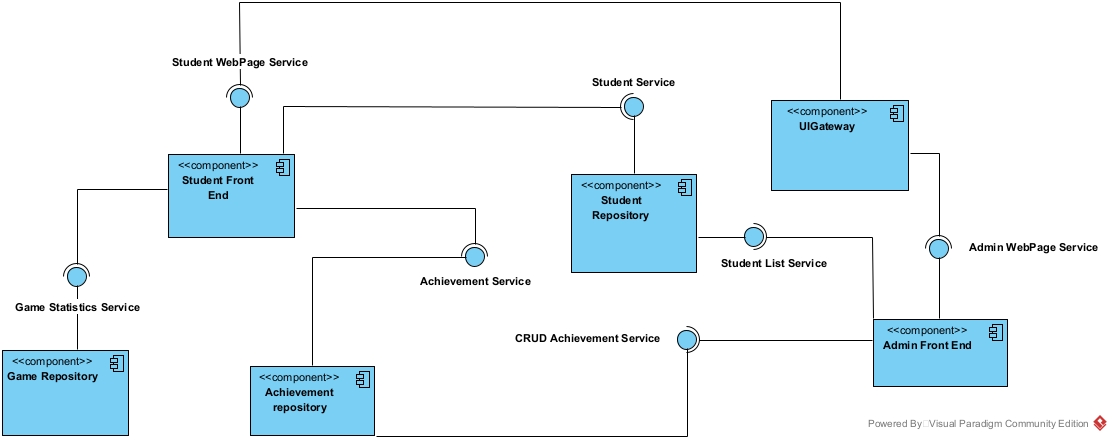 Student WebPage Service
Student Service
<<component>>
UIGateway
<<component>>
Student Front
End
<<component>>
Student
Repository
Admin WebPage Service
Student List Service
Achievement Service
Game Statistics Service
<<component>>
Admin Front End
CRUD Achievement Service
<<component>>
Game Repository
<<component>>
Achievement
repository
Powered By Visual Paradigm Community Edition